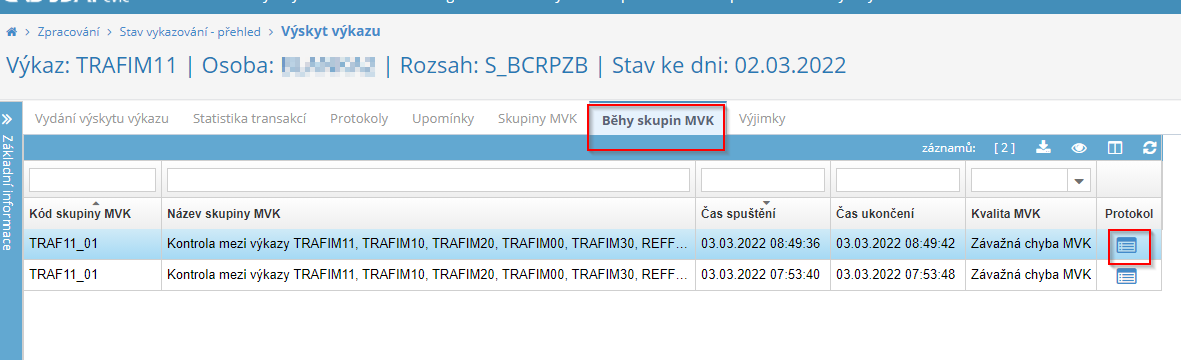 Zpracování > Stav vykazování - přehled > Výskyt výkazu
Výkaz: TRAFIM11 | Osoba: | Rozsah: S_BCRPZB | Stav ke dni: 02.03.2022
Vydání výskytu výkazu Statistika transakcí Protokoly Upomínky Skupiny MVK Běhy skupin MVK Výjimky
Základní informace
záznamů: [ 2 ]
Kód skupiny MVK Název skupiny MVK Čas spuštění Čas ukončení Kvalita MVK Protokol
TRAF11_01 Kontrola mezi výkazy TRAFIM11, TRAFIM10, TRAFIM20, TRAFIM00, TRAFIM30, REFF... 03.03.2022 08:49:36 03.03.2022 08:49:42 Závažná chyba MVK
TRAF11_01 Kontrola mezi výkazy TRAFIM11, TRAFIM10, TRAFIM20, TRAFIM00, TRAFIM30, REFF... 03.03.2022 07:53:40 03.03.2022 07:53:48 Závažná chyba MVK